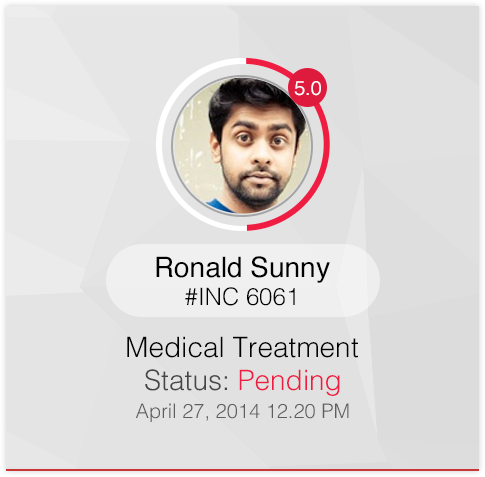 5.0
Ronald Sunny
#INC 6061
Medical Treatment
Status: Pending
April 27, 2014 12.20 PM